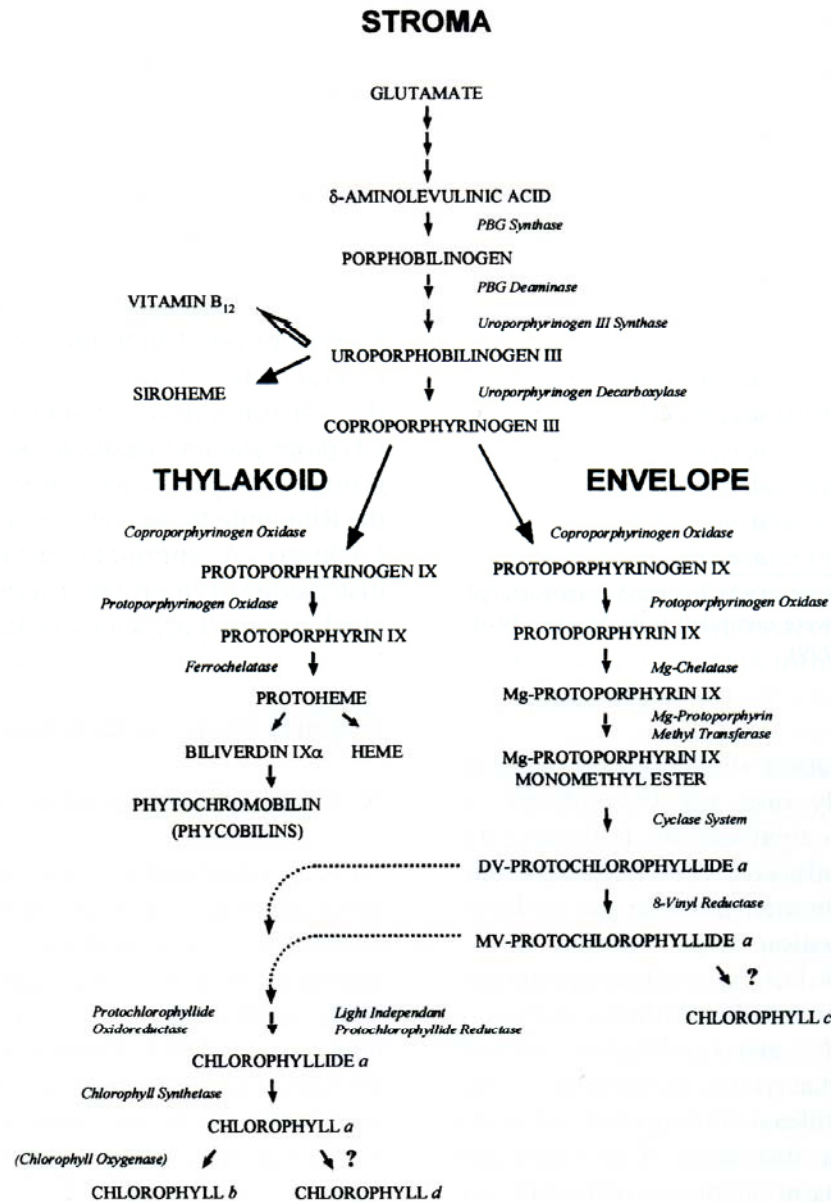 STROMA
GLUTAMATE
δ-AMINOLEVULINIC ACID
PBG Synthase
PORPHOBILINOGEN
PBG Deaminase
VITAMIN B12
Uroporphyrinogen III Synthase
UROPORPHOBILINOGEN III
SIROHEME
Uroporphyrinogen Decarboxylase
COPROPORPHYRINOGEN III
THYLAKOID
ENVELOPE
Coproporphyrinogen Oxidase
Coproporphyrinogen Oxidase
PROTOPORPHYRINOGEN IX
PROTOPORPHYRINOGEN IX
Protoporphyrinogen Oxidase
Protoporphyrinogen Oxidase
PROTOPORPHYRIN IX
PROTOPORPHYRIN IX
Ferrochelatase
Mg-Chelatase
PROTOHEME
Mg-PROTOPORPHYRIN IX
Mg-Protoporphyrin
Methyl Transferase
BILIVERDIN IXα
HEME
Mg-PROTOPORPHYRIN IX
MONOMETHYL ESTER
PHYTOCHROMOBILIN
(PHYCOBILINS)
Cyclase System
DV-PROTOCHLOROPHYLLIDE a
8-Vinyl Reductase
MV-PROTOCHLOROPHYLLIDE a
?
CHLOROPHYLL c
Protochlorophyllide
Oxidoreductase
Light Independant
Protochlorophyllide Reductase
CHLOROPHYLLIDE a
Chlorophyll Synthetase
CHLOROPHYLL a
(Chlorophyll Oxygenase)
?
CHLOROPHYLL b
CHLOROPHYLL d